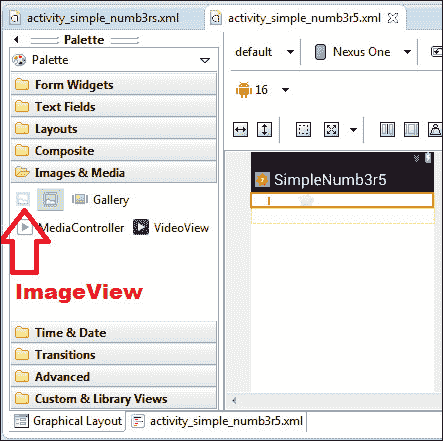 activity_simple_numb3rs.xml
activity_simple_numb3r5.xml
Palette
Palette
Form Widgets
Text Fields
Layouts
Composite
Images & Media
Gallery
MediaController
VideoView
ImageView
Time & Date
Transitions
Advanced
Custom & Library Views
Graphical Layout
activity_simple_numb3r5.xml
default
Nexus One
16
SimpleNumb3r5